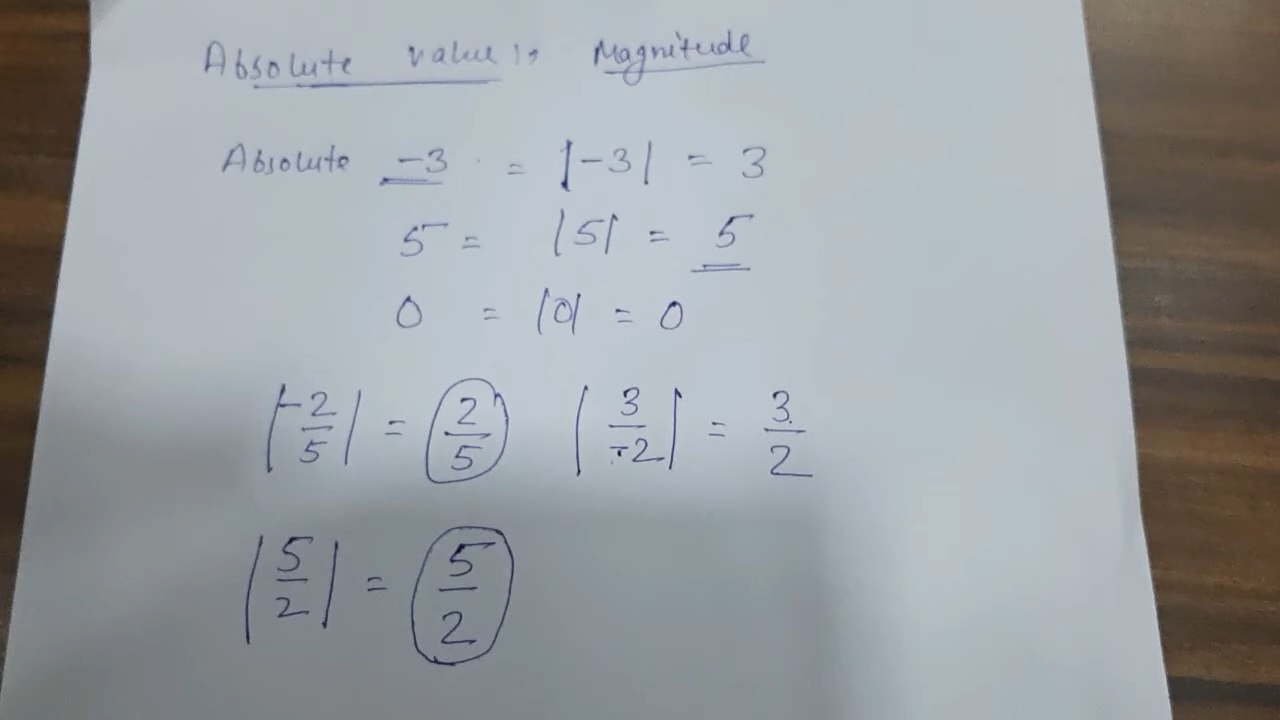 Absolute value :, Magnitude
Absolute -3 = |-3| = 3
5 = |5| = 5
0 = |0| = 0
|-2/5| = 2/5 |3/-2| = 3/2
|5/2| = 5/2